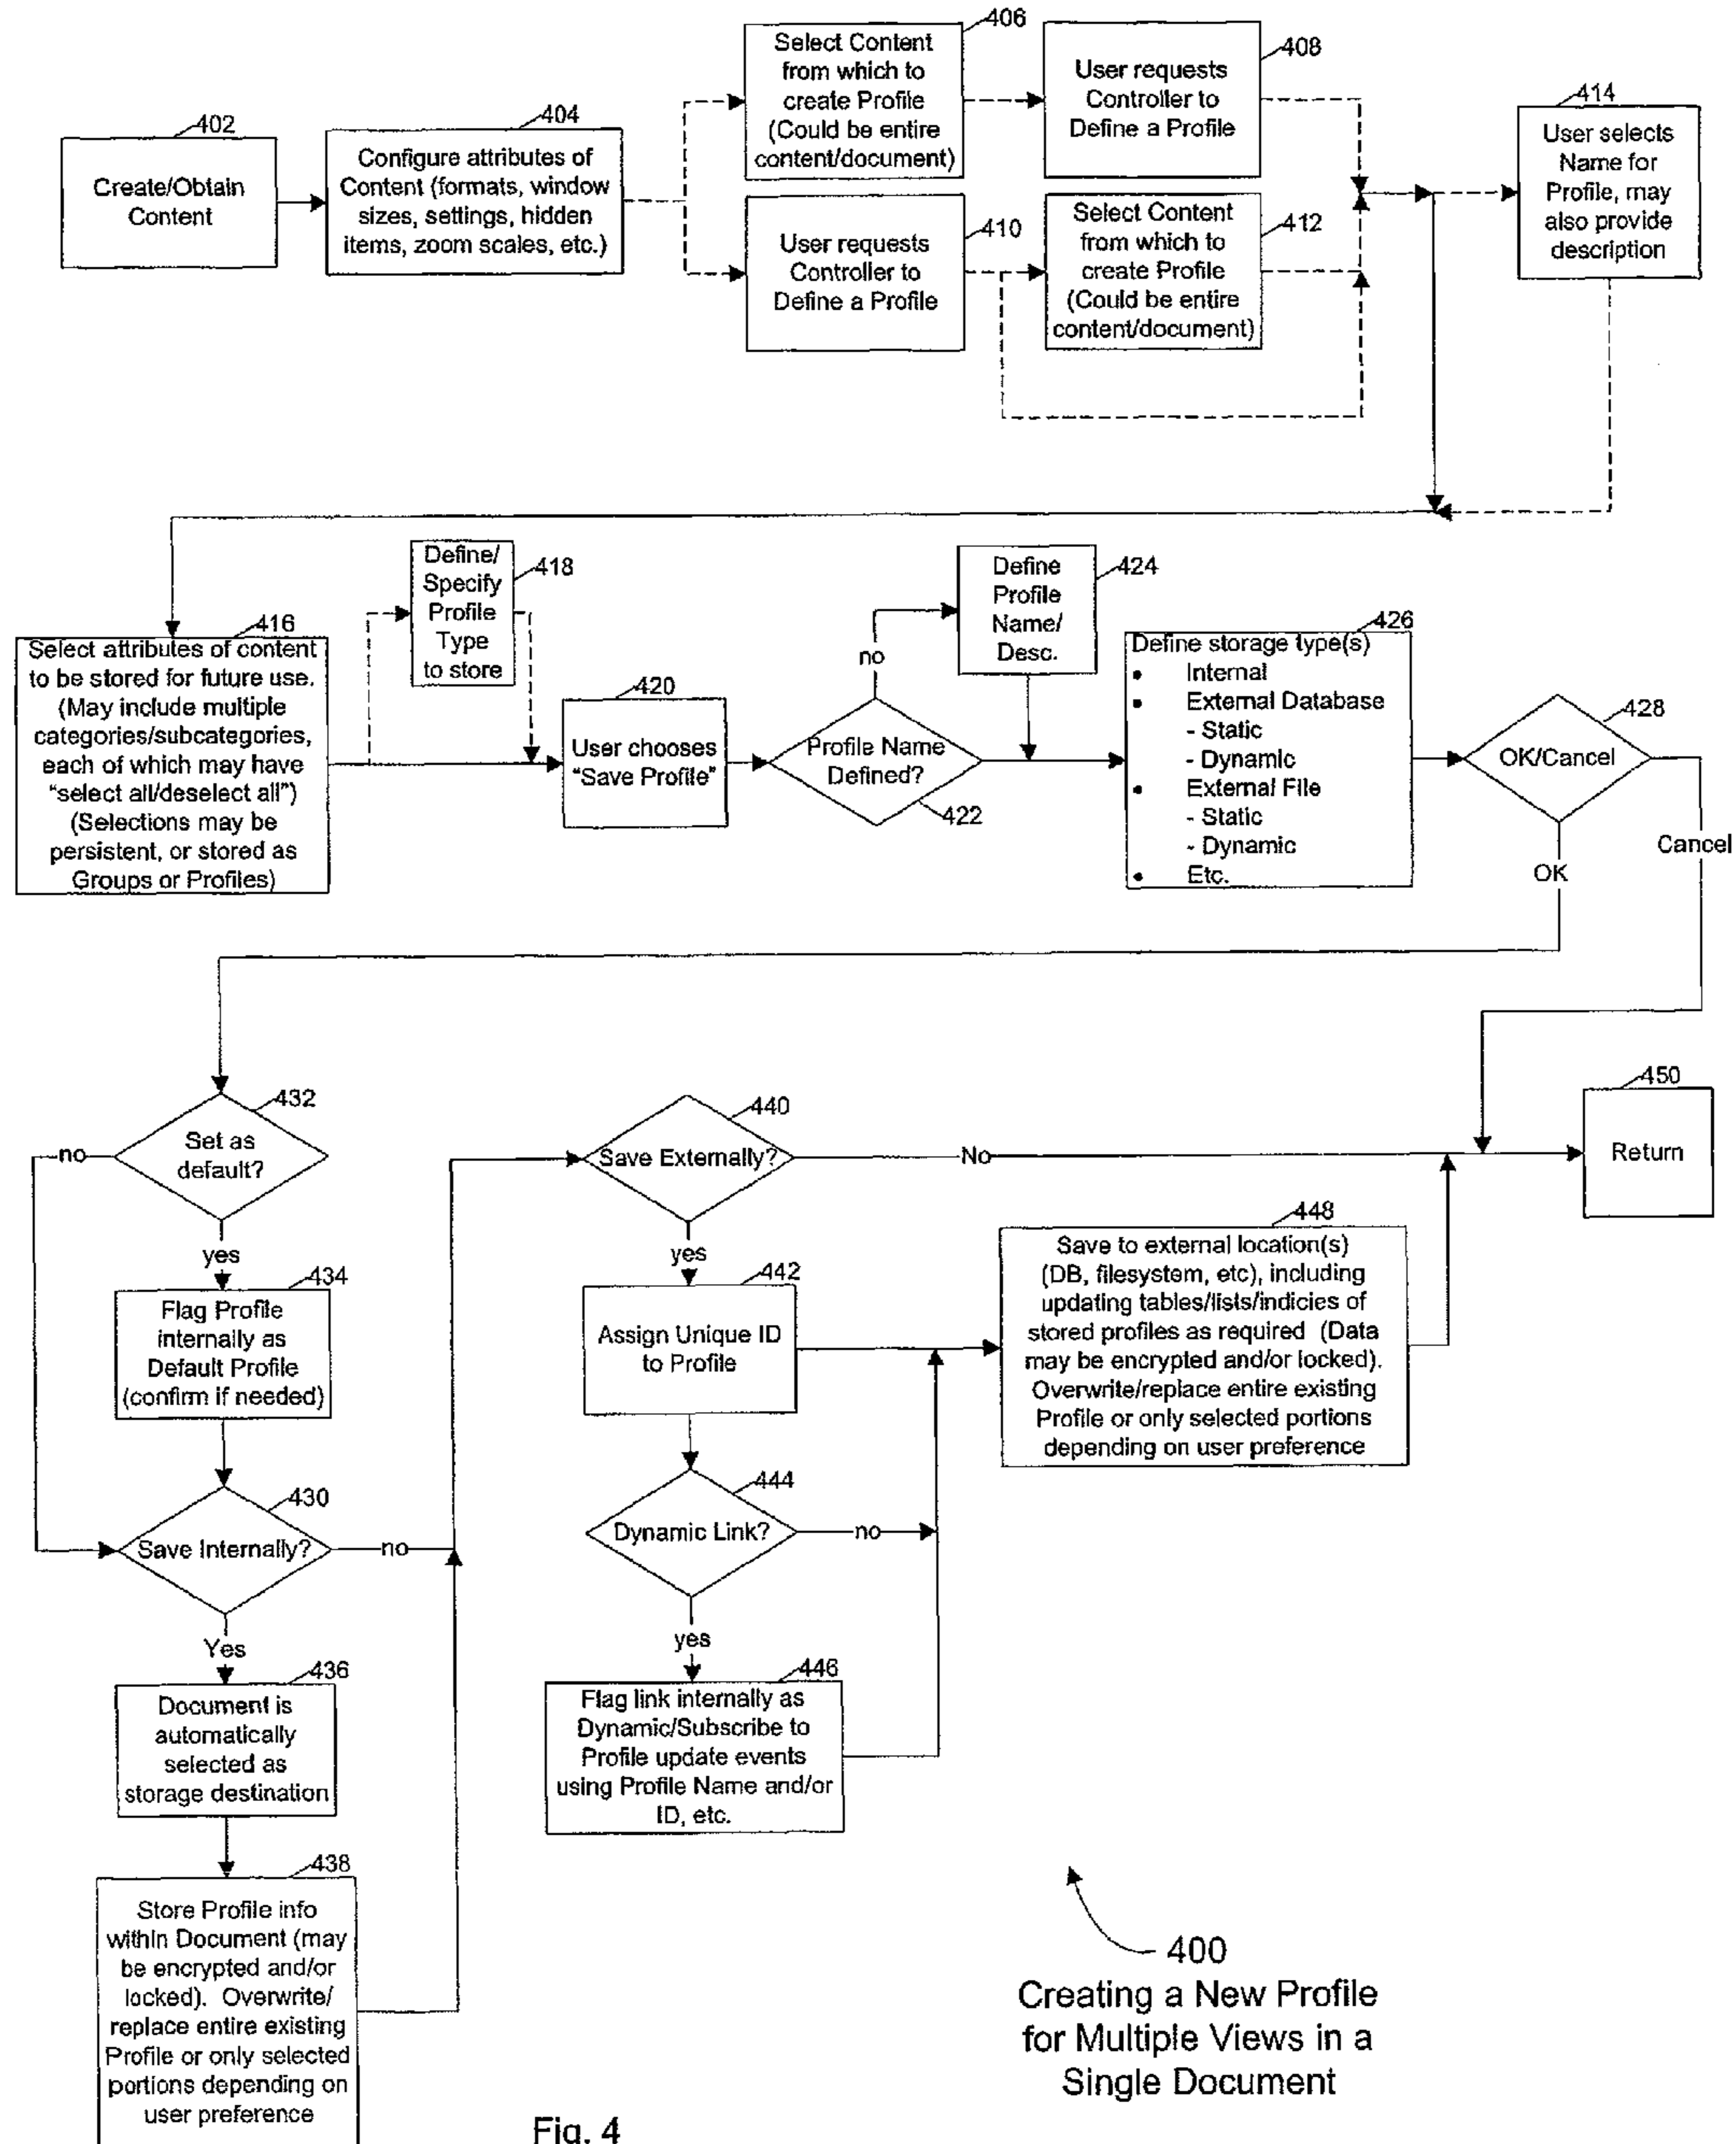 402
Create/Obtain
Content
404
Configure attributes of
Content (formats, window
sizes, settings, hidden
items, zoom scales, etc.)
406
Select Content
from which to
create Profile
(Could be entire
content/document)
408
User requests
Controller to
Define a Profile
410
User requests
Controller to
Define a Profile
412
Select Content
from which to
create Profile
(Could be entire
content/document)
414
User selects
Name for
Profile, may
also provide
description
416
Select attributes of content
to be stored for future use.
(May include multiple
categories/subcategories,
each of which may have
"select all/deselect all")
(Selections may be
persistent, or stored as
Groups or Profiles)
418
Define/
Specify
Profile
Type
to store
420
User chooses
"Save Profile"
Profile Name
Defined?
422
no
424
Define
Profile
Name/
Desc.
426
Define storage type(s)
• Internal
• External Database
- Static
- Dynamic
• External File
- Static
- Dynamic
• Etc.
428
OK/Cancel
OK
Cancel
432
Set as
default?
no
yes
434
Flag Profile
internally as
Default Profile
(confirm if needed)
430
Save Internally?
no
Yes
436
Document is
automatically
selected as
storage destination
438
Store Profile info
within Document (may
be encrypted and/or
locked). Overwrite/
replace entire existing
Profile or only selected
portions depending on
user preference
440
Save Externally?
No
yes
442
Assign Unique ID
to Profile
444
Dynamic Link?
no
yes
446
Flag link internally as
Dynamic/Subscribe to
Profile update events
using Profile Name and/or
ID, etc.
448
Save to external location(s)
(DB, filesystem, etc), including
updating tables/lists/indicies of
stored profiles as required (Data
may be encrypted and/or locked).
Overwrite/replace entire existing
Profile or only selected portions
depending on user preference
450
Return
400
Creating a New Profile
for Multiple Views in a
Single Document
Fig. 4